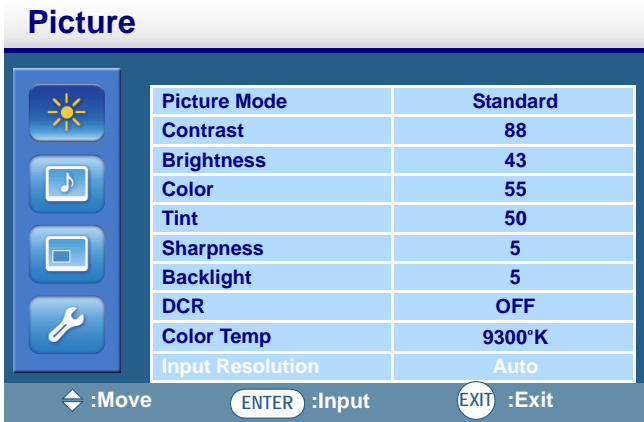 Picture
Picture Mode Standard
Contrast 88
Brightness 43
Color 55
Tint 50
Sharpness 5
Backlight 5
DCR OFF
Color Temp 9300°K
Input Resolution Auto
:Move ENTER :Input EXIT :Exit